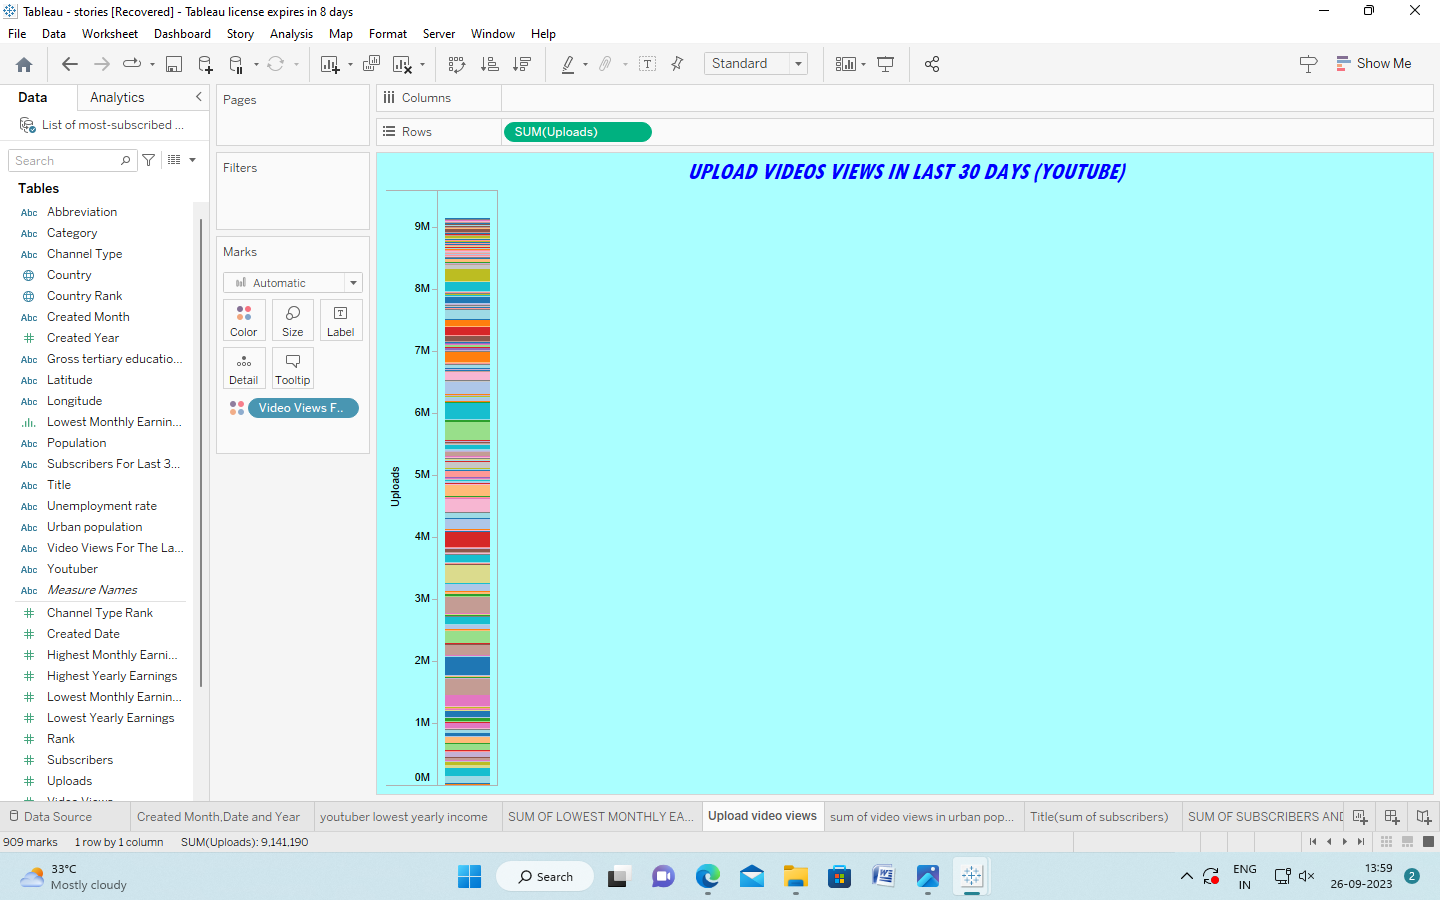 Tableau - stories [Recovered] - Tableau license expires in 8 days
File Data Worksheet Dashboard Story Analysis Map Format Server Window Help
Standard
Show Me
Data Analytics
List of most-subscribed ...
Search
Tables
Abc Abbreviation
Abc Category
Abc Channel Type
Country
Country Rank
Abc Created Month
# Created Year
Abc Gross tertiary educatio...
Abc Latitude
Abc Longitude
Lowest Monthly Earnin...
Abc Population
Abc Subscribers For Last 3...
Abc Title
Abc Unemployment rate
Abc Urban population
Abc Video Views For The La...
Abc Youtuber
Abc Measure Names
# Channel Type Rank
# Created Date
# Highest Monthly Earni...
# Highest Yearly Earnings
# Lowest Monthly Earnin...
# Lowest Yearly Earnings
# Rank
# Subscribers
# Uploads
Pages
Filters
Marks
Automatic
Color Size Label
Detail Tooltip
Video Views F..
Columns
Rows SUM(Uploads)
UPLOAD VIDEOS VIEWS IN LAST 30 DAYS (YOUTUBE)
9M
8M
7M
6M
5M
4M
3M
2M
1M
0M
Uploads
Data Source Created Month,Date and Year youtuber lowest yearly income SUM OF LOWEST MONTHLY EA... Upload video views sum of video views in urban pop... Title(sum of subscribers) SUM OF SUBSCRIBERS AND
909 marks 1 row by 1 column SUM(Uploads): 9,141,190
33°C
Mostly cloudy
Search
ENG
IN
13:59
26-09-2023
2